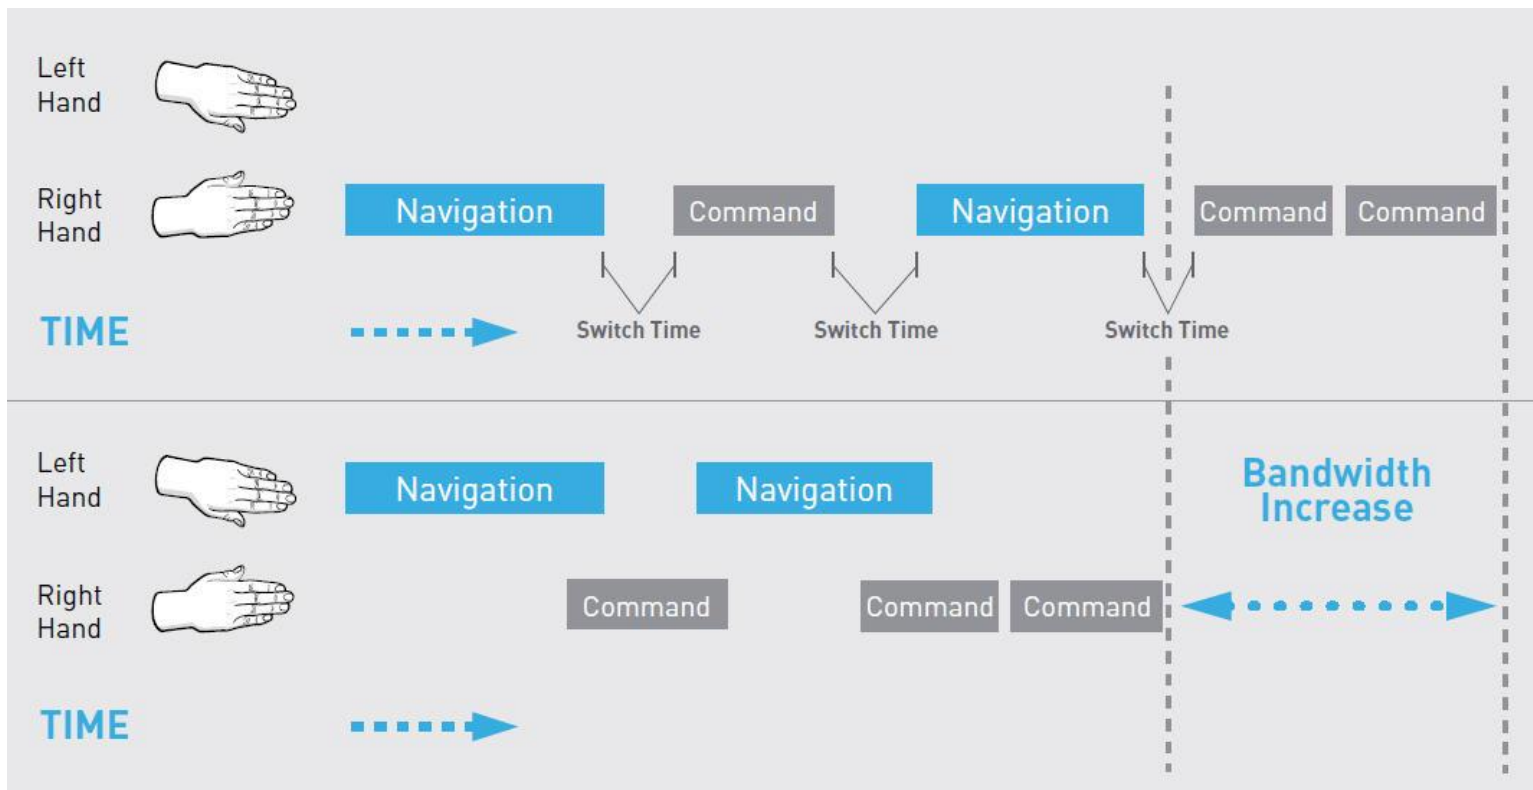 Left
Hand
Right
Hand
Navigation
Command
Navigation
Command
Command
TIME
Switch Time
Switch Time
Switch Time
Left
Hand
Navigation
Navigation
Bandwidth
Increase
Right
Hand
Command
Command
Command
TIME